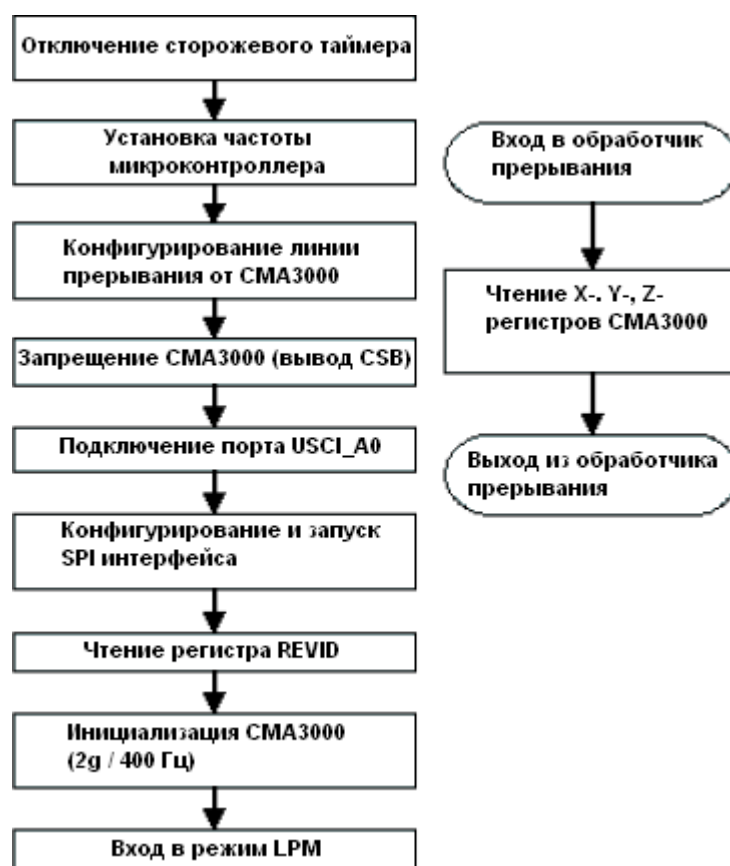 Отключение сторожевого таймера
Установка частоты
микроконтроллера
Конфигурирование линии
прерывания от CMA3000
Запрещение CMA3000 (вывод CSB)
Подключение порта USCI_A0
Конфигурирование и запуск
SPI интерфейса
Чтение регистра REVID
Инициализация CMA3000
(2g / 400 Гц)
Вход в режим LPM
Вход в обработчик
прерывания
Чтение X-. Y-, Z-
регистров CMA3000
Выход из обработчика
прерывания